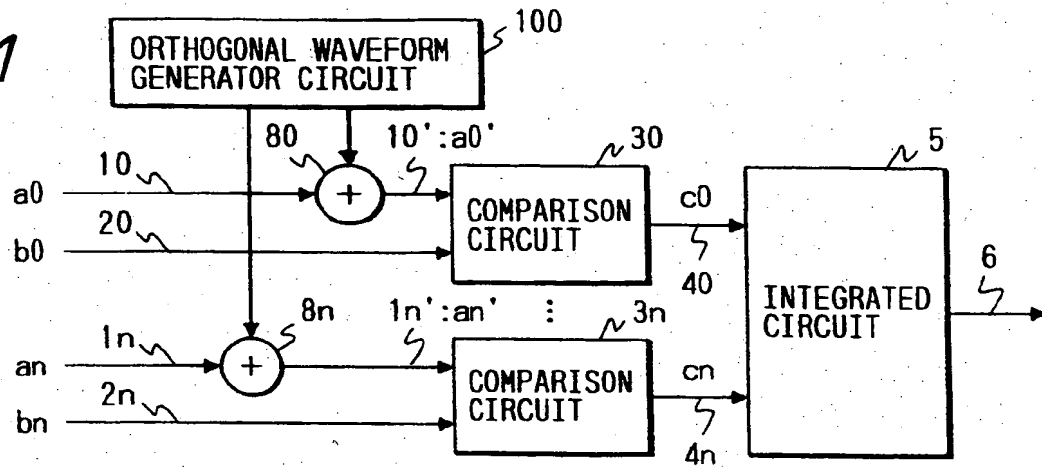 1
ORTHOGONAL WAVEFORM
GENERATOR CIRCUIT
100
80
10':a0'
30
5
a0
10
+
COMPARISON
CIRCUIT
c0
b0
20
40
INTEGRATED
CIRCUIT
6
8n
1n':an'
⋮
3n
an
1n
+
COMPARISON
CIRCUIT
cn
bn
2n
4n